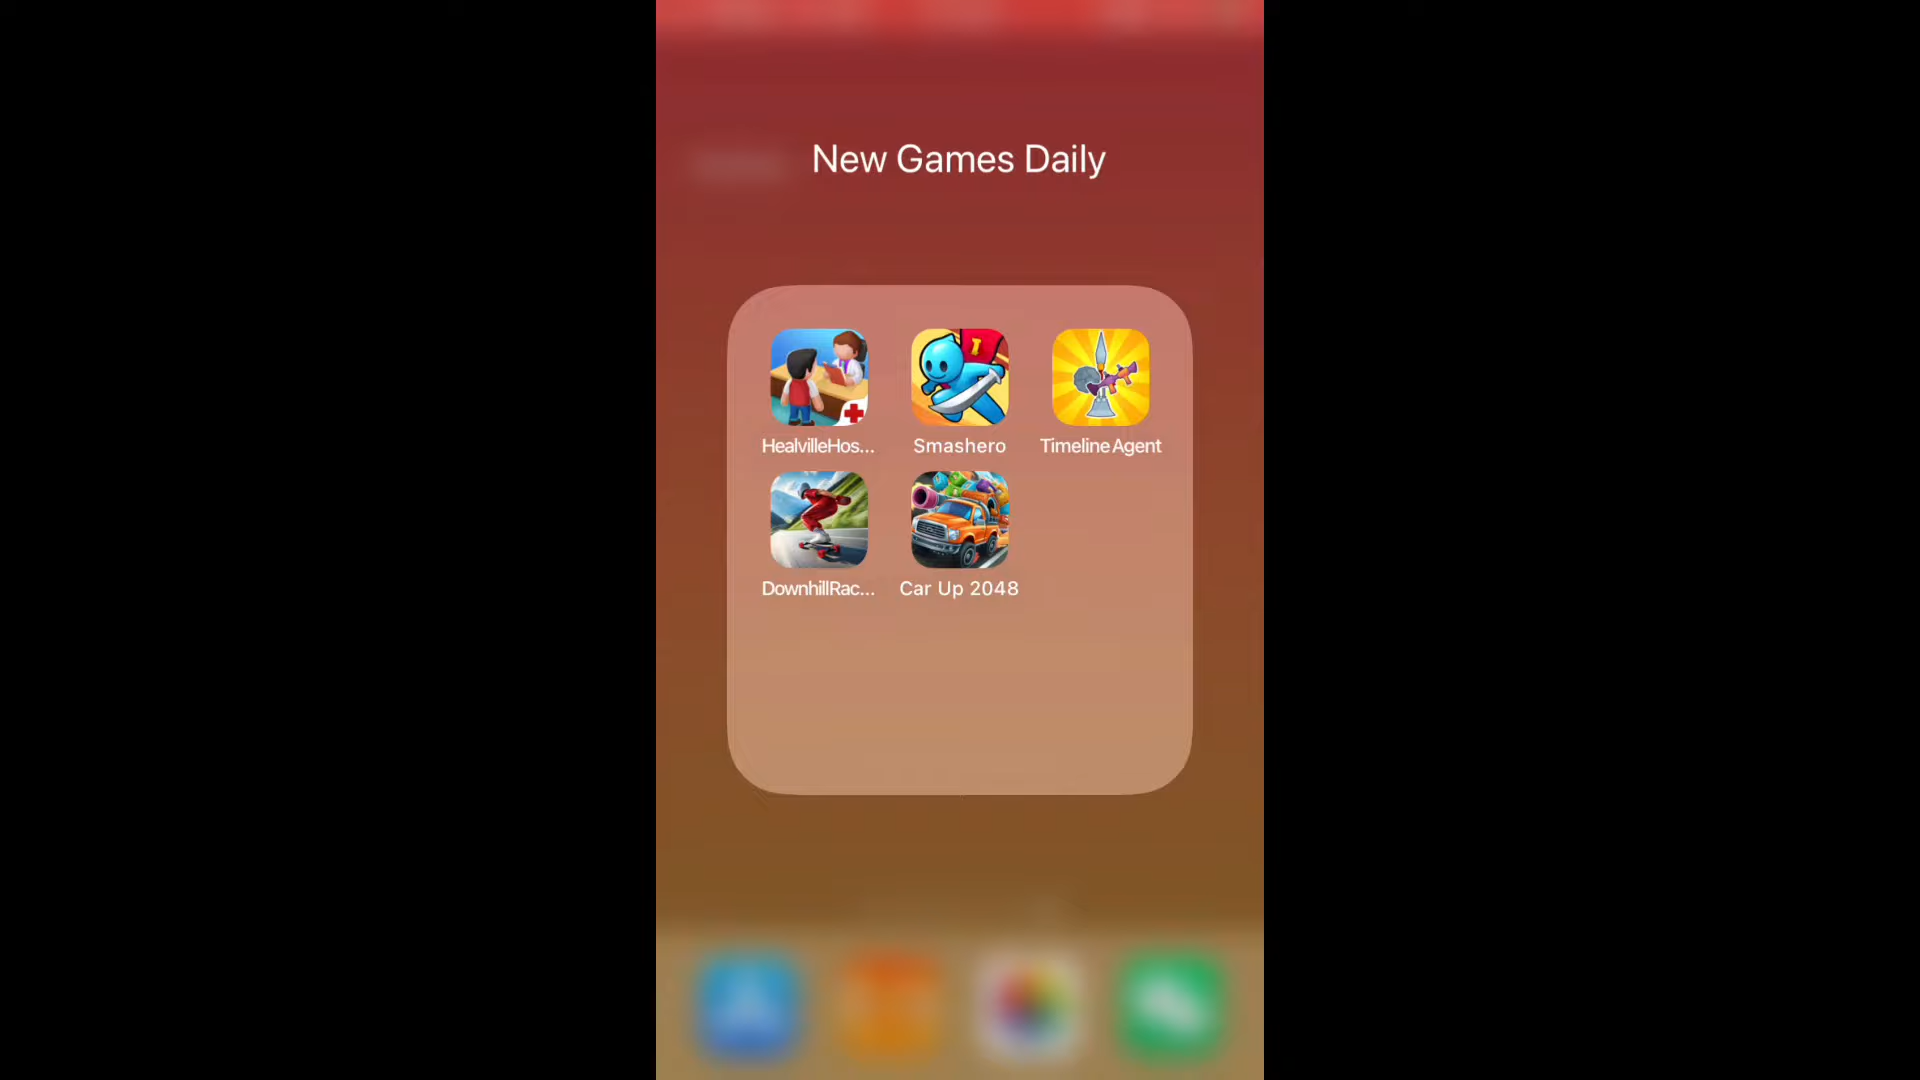 New Games Daily
HealvilleHos...
Smashero
Timeline Agent
DownhillRac...
Car Up 2048